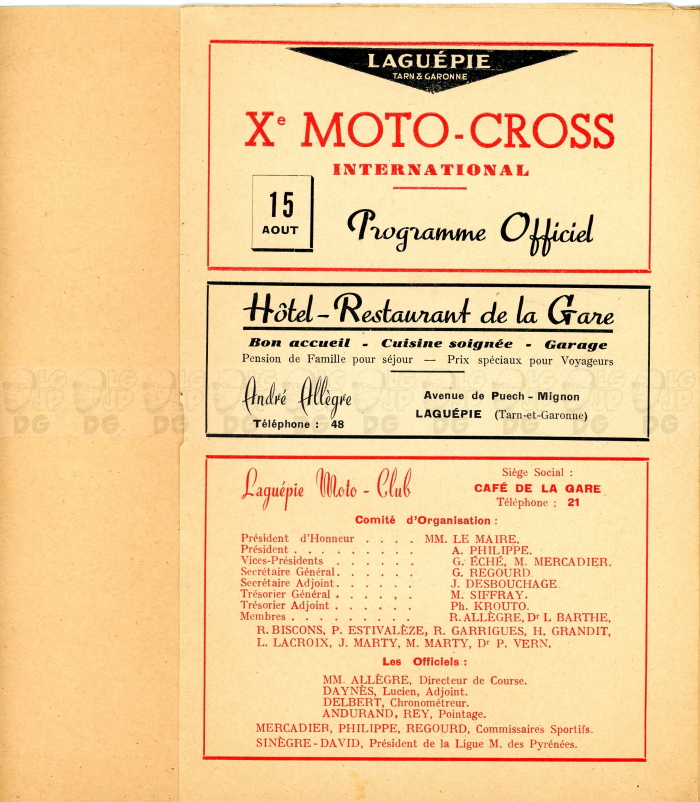 LAGUÉPIE
TARN & GARONNE
Xe MOTO-CROSS
INTERNATIONAL
15
AOUT
Programme Officiel
Hôtel-Restaurant de la Gare
Bon accueil - Cuisine soignée - Garage
Pension de Famille pour séjour — Prix spéciaux pour Voyageurs
André Allègre
Téléphone : 48
Avenue de Puech - Mignon
LAGUÉPIE (Tarn-et-Garonne)
Laguépie Moto - Club
Siège Social :
CAFÉ DE LA GARE
Téléphone : 21
Comité d'Organisation :
Président d'Honneur . . . . MM. LE MAIRE.
Président . . . . . . . . . A. PHILIPPE.
Vices-Présidents . . . . . . G. ÉCHÉ, M. MERCADIER.
Secrétaire Général . . . . . . G. REGOURD
Secrétaire Adjoint . . . . . . J. DESBOUCHAGE
Trésorier Général . . . . . . M. SIFFRAY.
Trésorier Adjoint . . . . . . Ph. KROUTO.
Membres . . . . . . . . . R. ALLÈGRE, Dr L BARTHE,
R. BISCONS, P. ESTIVALÈZE, R. GARRIGUES, H. GRANDIT,
L. LACROIX, J. MARTY, M. MARTY, Dr P. VERN.
Les Officiels :
MM. ALLÈGRE, Directeur de Course.
DAYNÈS, Lucien, Adjoint.
DELBERT, Chronométreur.
ANDURAND, REY, Pointage.
MERCADIER, PHILIPPE, REGOURD, Commissaires Sportifs.
SINÈGRE-DAVID, Président de la Ligue M. des Pyrénées.